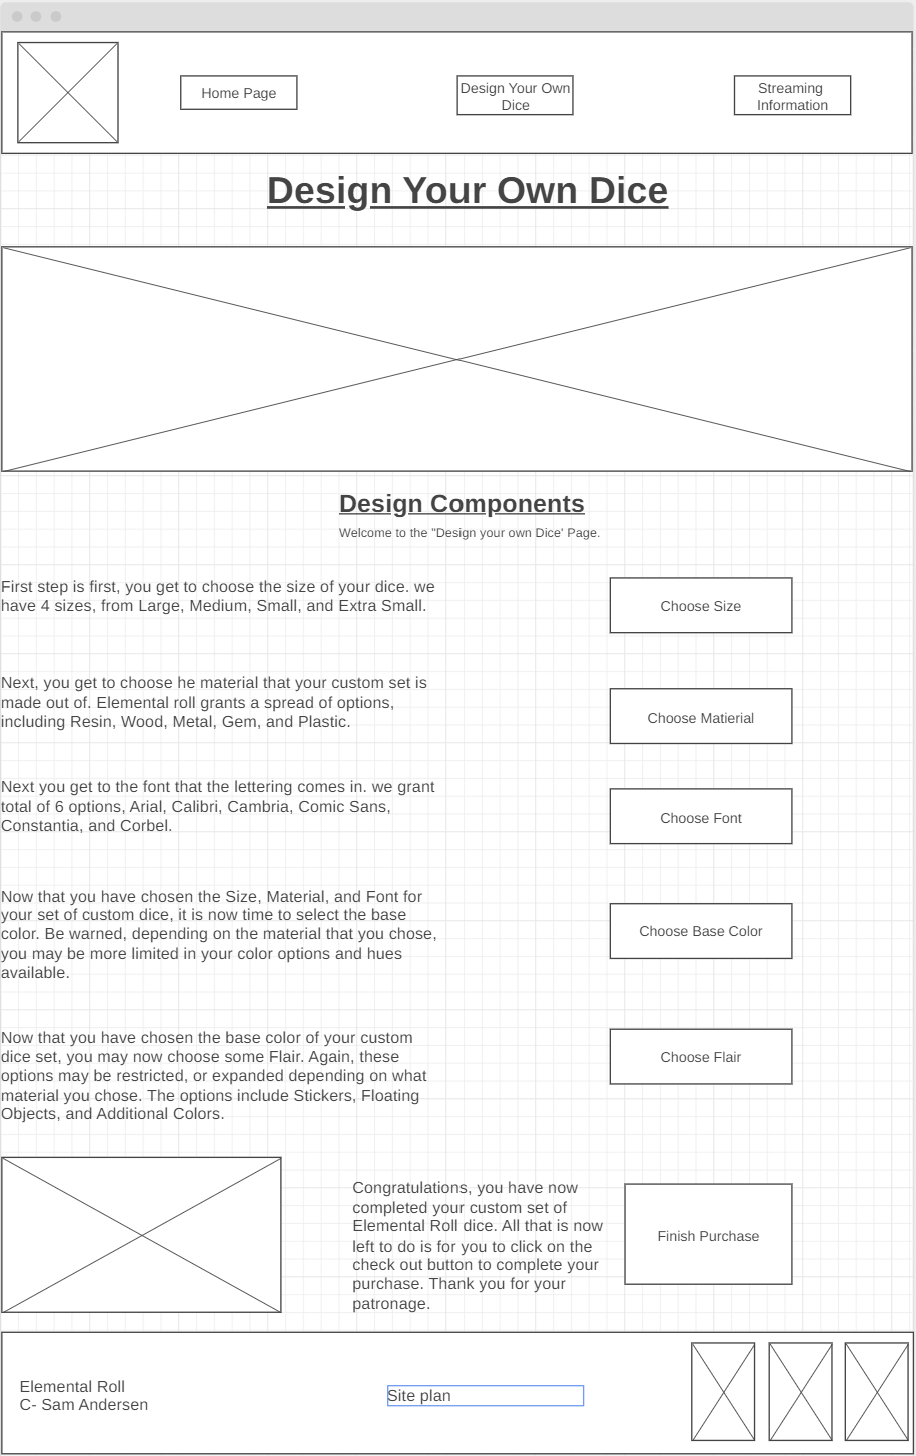 Home Page
Design Your Own
Dice
Streaming
Information
Design Your Own Dice
Design Components
Welcome to the "Design your own Dice' Page.
First step is first, you get to choose the size of your dice. we
have 4 sizes, from Large, Medium, Small, and Extra Small.
Choose Size
Next, you get to choose he material that your custom set is
made out of. Elemental roll grants a spread of options,
including Resin, Wood, Metal, Gem, and Plastic.
Choose Matierial
Next you get to the font that the lettering comes in. we grant
total of 6 options, Arial, Calibri, Cambria, Comic Sans,
Constantia, and Corbel.
Choose Font
Now that you have chosen the Size, Material, and Font for
your set of custom dice, it is now time to select the base
color. Be warned, depending on the material that you chose,
you may be more limited in your color options and hues
available.
Choose Base Color
Now that you have chosen the base color of your custom
dice set, you may now choose some Flair. Again, these
options may be restricted, or expanded depending on what
material you chose. The options include Stickers, Floating
Objects, and Additional Colors.
Choose Flair
Congratulations, you have now
completed your custom set of
Elemental Roll dice. All that is now
left to do is for you to click on the
check out button to complete your
purchase. Thank you for your
patronage.
Finish Purchase
Elemental Roll
C- Sam Andersen
Site plan